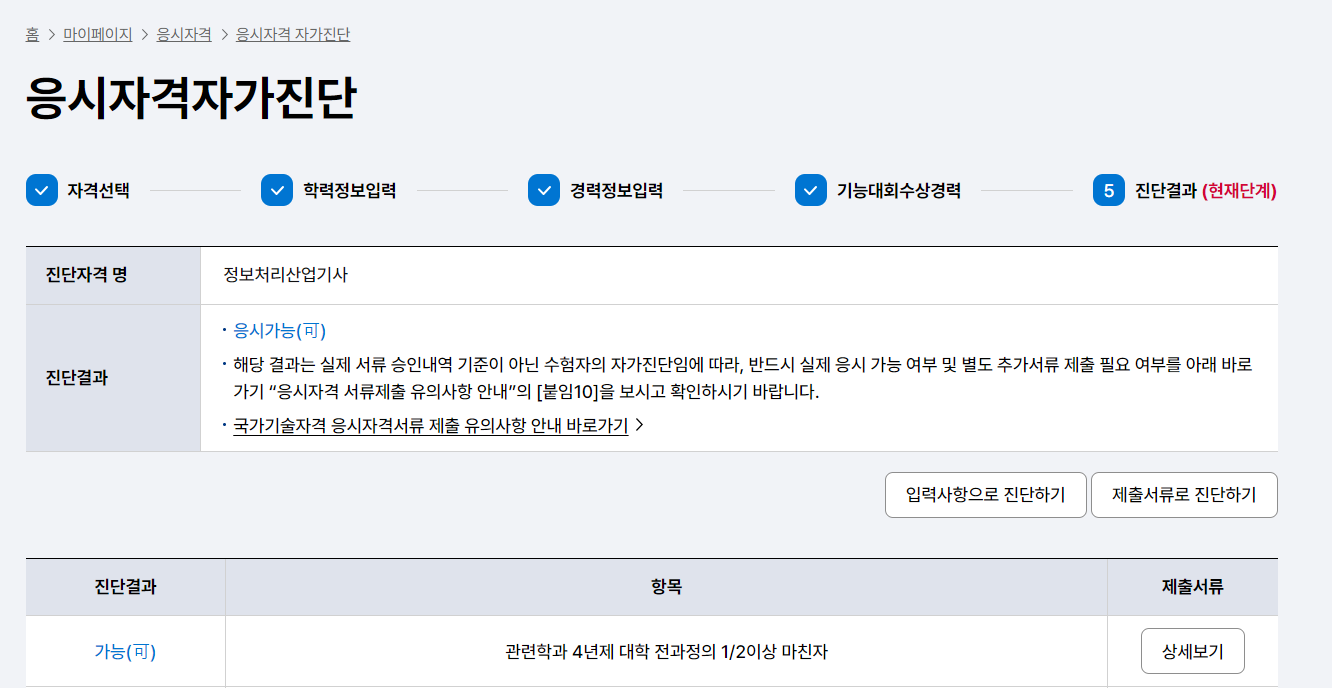 홈 > 마이페이지 > 응시자격 > 응시자격 자가진단
응시자격자가진단
자격선택 학력정보입력 경력정보입력 기능대회수상경력 5 진단결과 (현재단계)
진단자격 명 정보처리산업기사
진단결과
· 응시가능(可)
· 해당 결과는 실제 서류 승인내역 기준이 아닌 수험자의 자가진단임에 따라, 반드시 실제 응시 가능 여부 및 별도 추가서류 제출 필요 여부를 아래 바로
가기 “응시자격 서류제출 유의사항 안내”의 [붙임10]을 보시고 확인하시기 바랍니다.
· 국가기술자격 응시자격서류 제출 유의사항 안내 바로가기 >
입력사항으로 진단하기 제출서류로 진단하기
진단결과 항목 제출서류
가능(可) 관련학과 4년제 대학 전과정의 1/2이상 마친자 상세보기